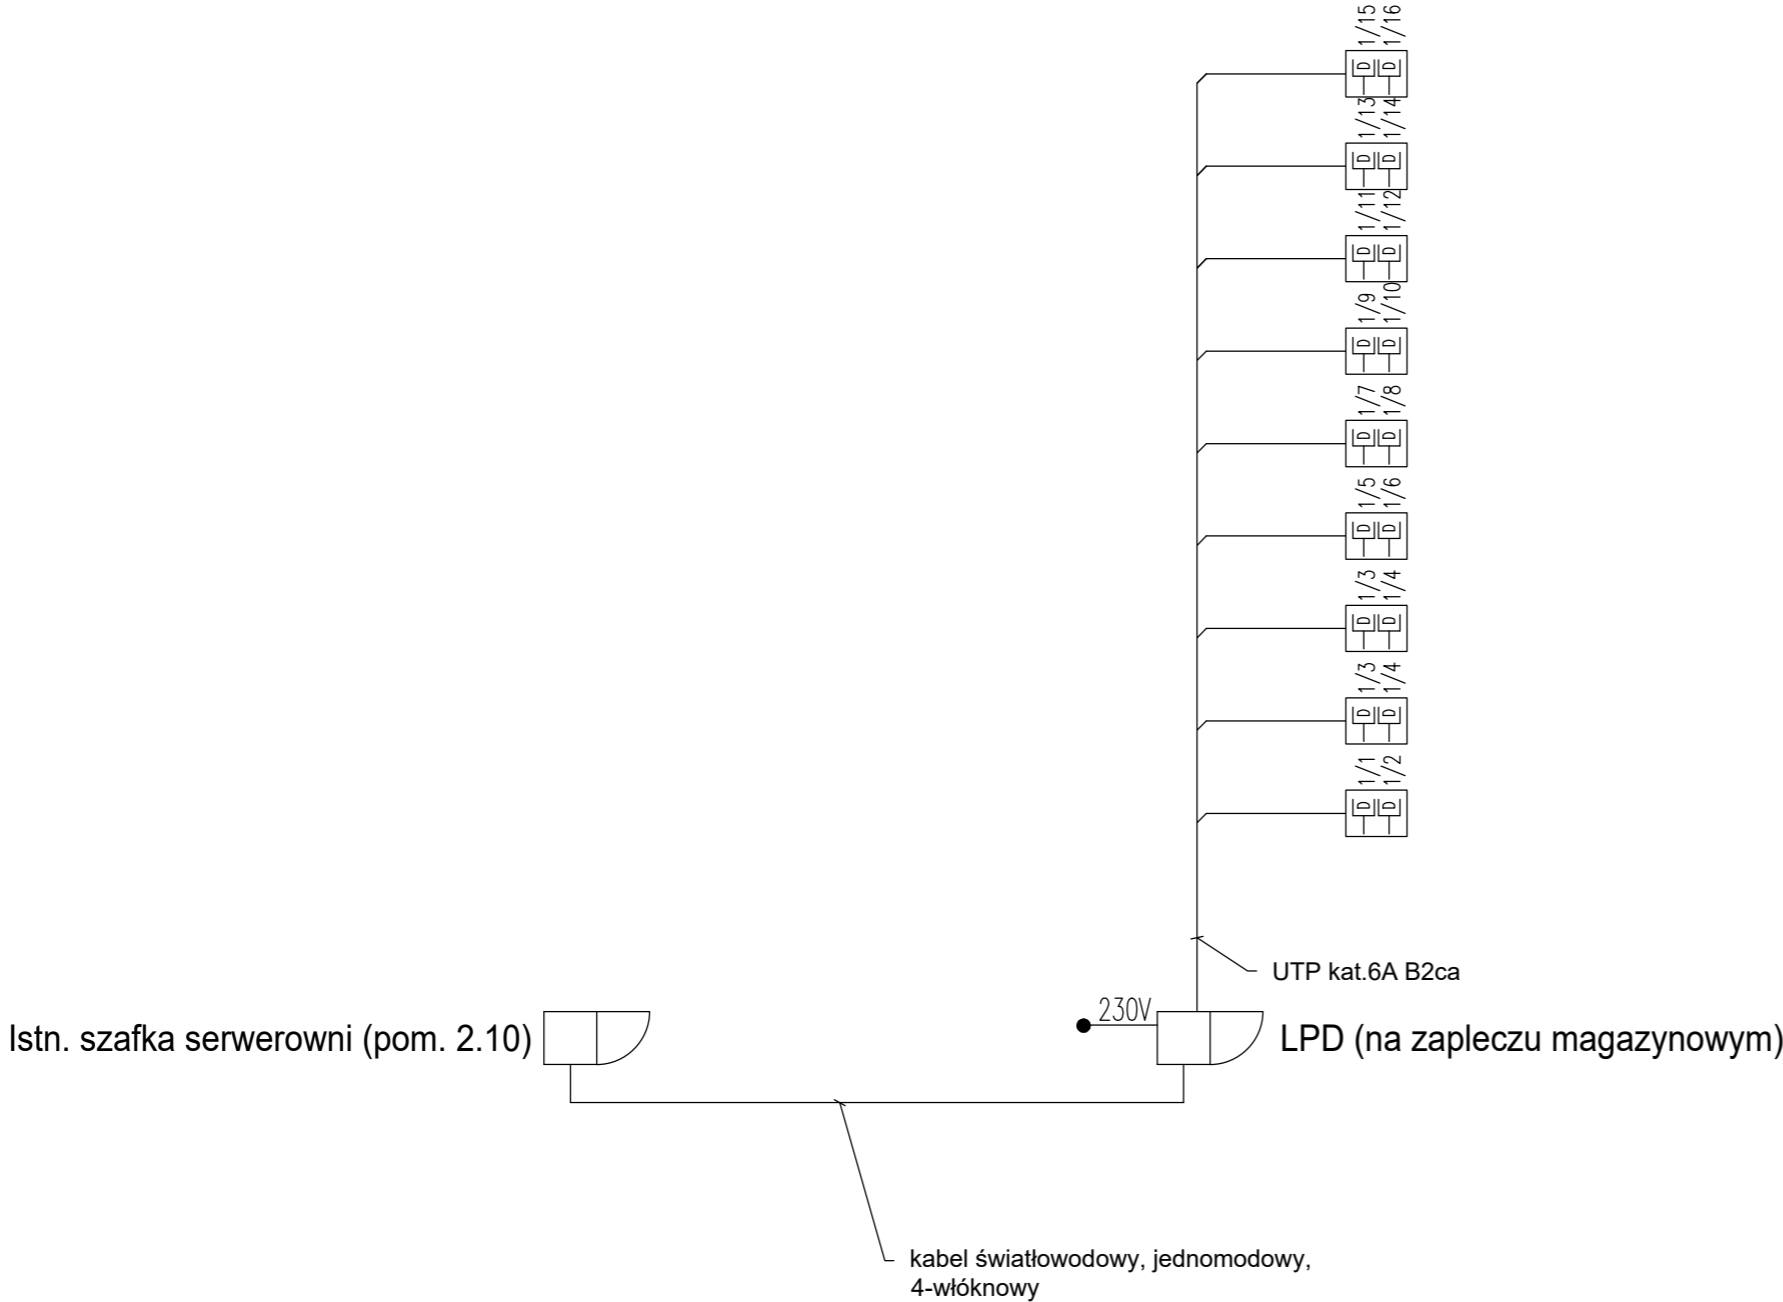 1/15
1/16
D D
1/13
1/14
D D
1/11
1/12
D D
1/9
1/10
D D
1/7
1/8
D D
1/5
1/6
D D
1/3
1/4
D D
1/3
1/4
D D
1/1
1/2
D D
UTP kat.6A B2ca
230V
Istn. szafka serwerowni (pom. 2.10)
LPD (na zapleczu magazynowym)
kabel światłowodowy, jednomodowy,
4-włóknowy